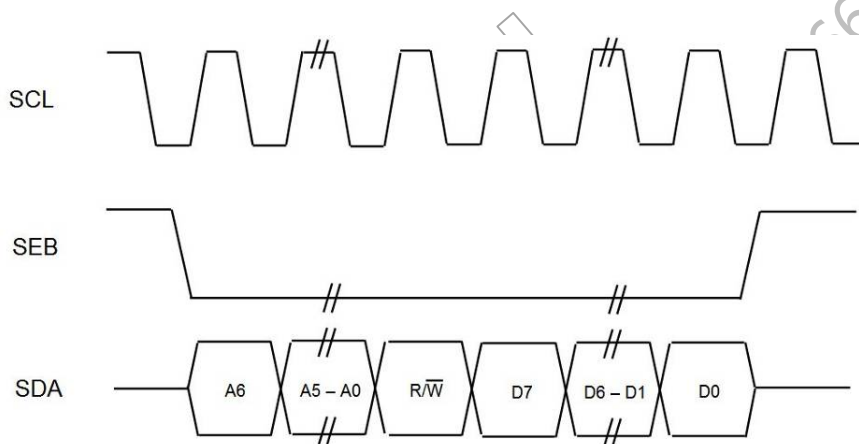 SCL
SEB
SDA
A6
A5 – A0
R/W̅
D7
D6 – D1
D0